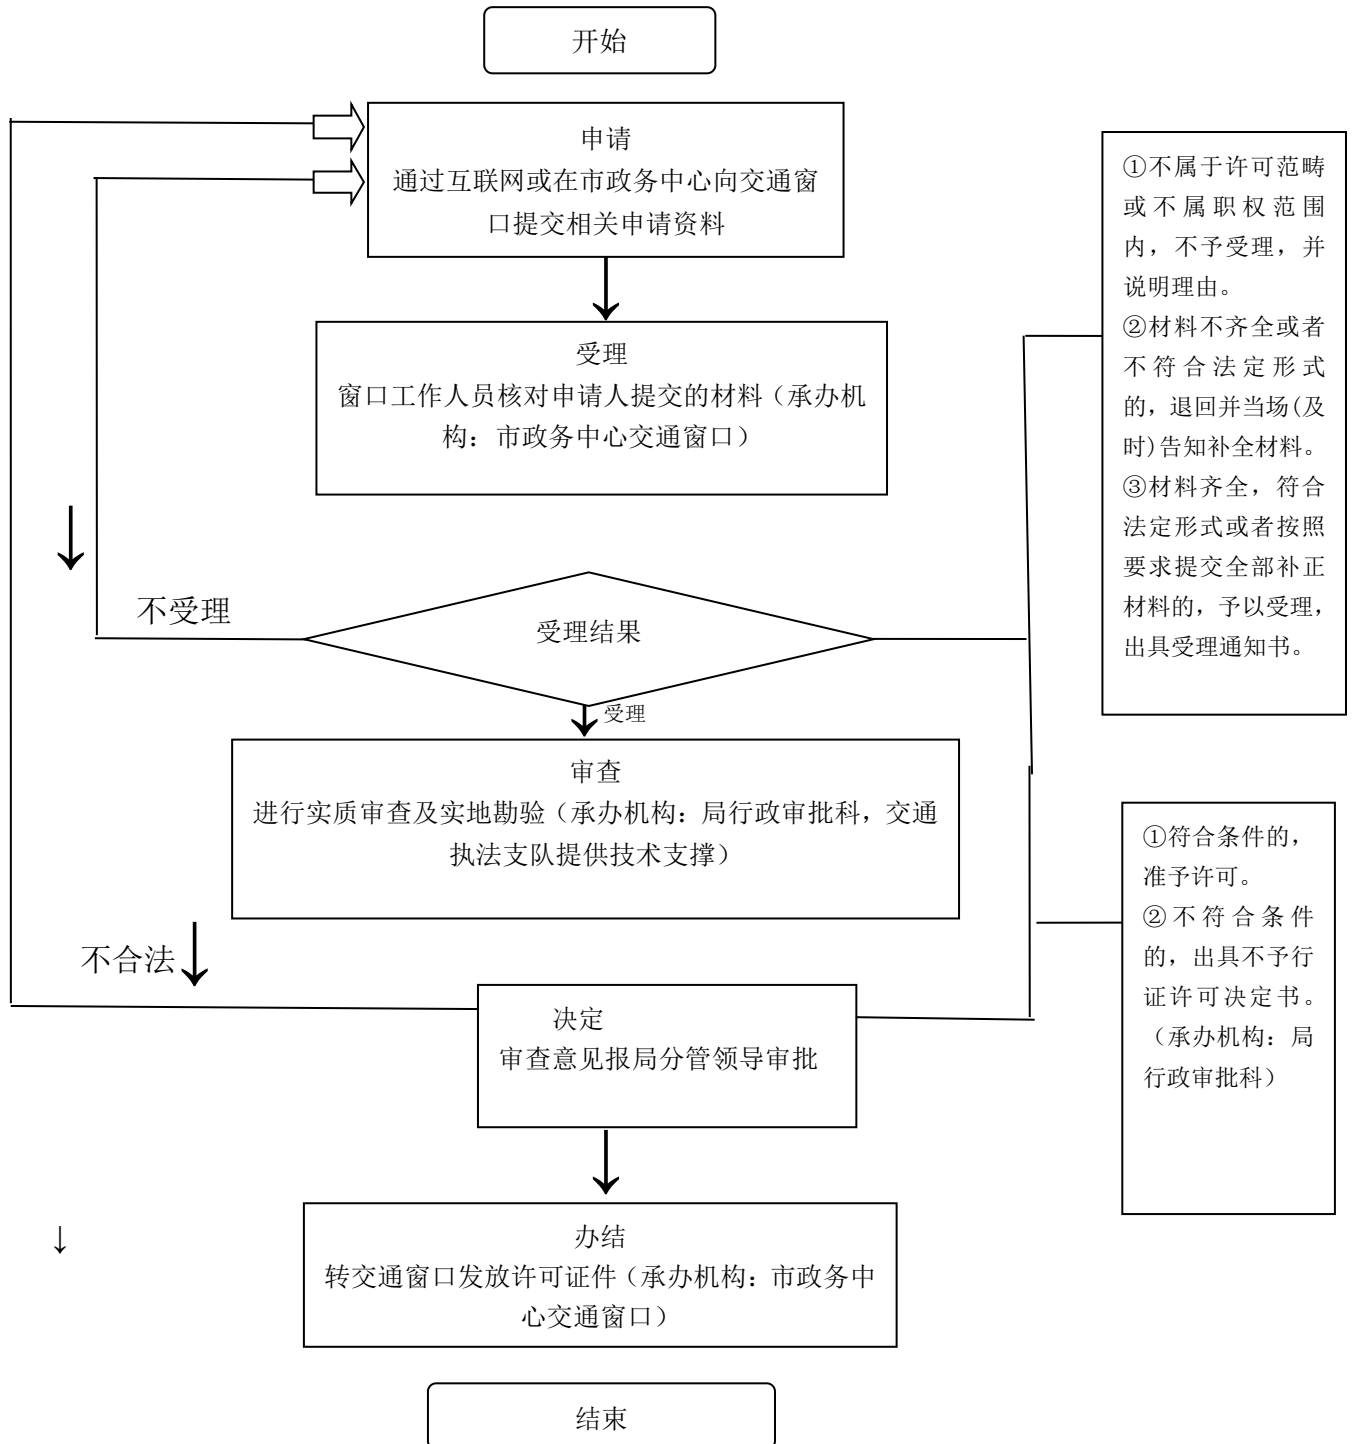 开始
申请
通过互联网或在市政务中心向交通窗
口提交相关申请资料
受理
窗口工作人员核对申请人提交的材料（承办机
构：市政务中心交通窗口）
不受理
受理结果
受理
审查
进行实质审查及实地勘验（承办机构：局行政审批科，交通
执法支队提供技术支撑）
不合法
决定
审查意见报局分管领导审批
办结
转交通窗口发放许可证件（承办机构：市政务中
心交通窗口）
结束
①不属于许可范畴
或不属职权范围
内，不予受理，并
说明理由。
②材料不齐全或者
不符合法定形式
的，退回并当场(及
时)告知补全材料。
③材料齐全，符合
法定形式或者按照
要求提交全部补正
材料的，予以受理，
出具受理通知书。
①符合条件的，
准予许可。
②不符合条件
的，出具不予行
证许可决定书。
（承办机构：局
行政审批科）